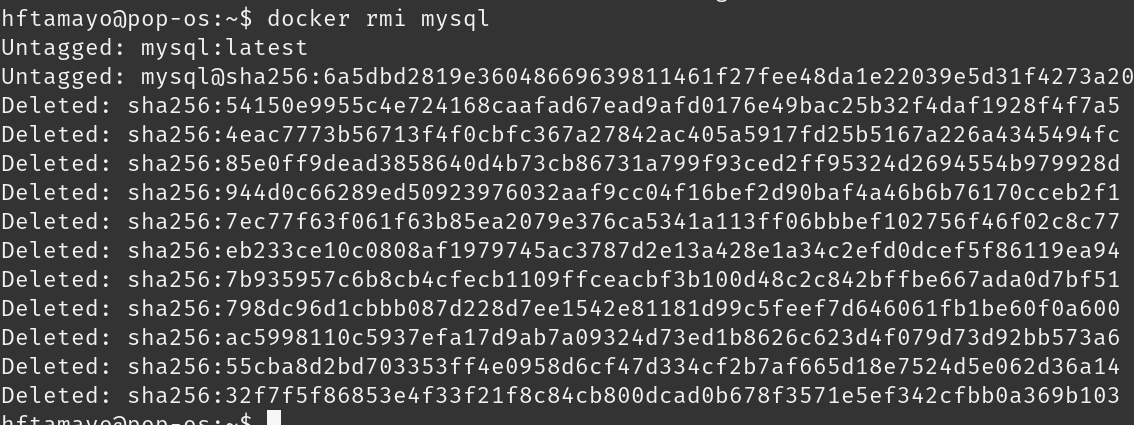 hftamayo@pop-os:~$ docker rmi mysql
Untagged: mysql:latest
Untagged: mysql@sha256:6a5dbd2819e36048669639811461f27fee48da1e22039e5d31f4273a20
Deleted: sha256:54150e9955c4e724168caafad67ead9afd0176e49bac25b32f4daf1928f4f7a5
Deleted: sha256:4eac7773b56713f4f0cbfc367a27842ac405a5917fd25b5167a226a4345494fc
Deleted: sha256:85e0ff9dead3858640d4b73cb86731a799f93ced2ff95324d2694554b979928d
Deleted: sha256:944d0c66289ed50923976032aaf9cc04f16bef2d90baf4a46b6b76170cceb2f1
Deleted: sha256:7ec77f63f061f63b85ea2079e376ca5341a113ff06bbbef102756f46f02c8c77
Deleted: sha256:eb233ce10c0808af1979745ac3787d2e13a428e1a34c2efd0dcef5f86119ea94
Deleted: sha256:7b935957c6b8cb4cfecb1109ffceacbf3b100d48c2c842bffbe667ada0d7bf51
Deleted: sha256:798dc96d1cbbb087d228d7ee1542e81181d99c5feef7d646061fb1be60f0a600
Deleted: sha256:ac5998110c5937efa17d9ab7a09324d73ed1b8626c623d4f079d73d92bb573a6
Deleted: sha256:55cba8d2bd703353ff4e0958d6cf47d334cf2b7af665d18e7524d5e062d36a14
Deleted: sha256:32f7f5f86853e4f33f21f8c84cb800dcad0b678f3571e5ef342cfbb0a369b103
hftamayo@pop-os:~$